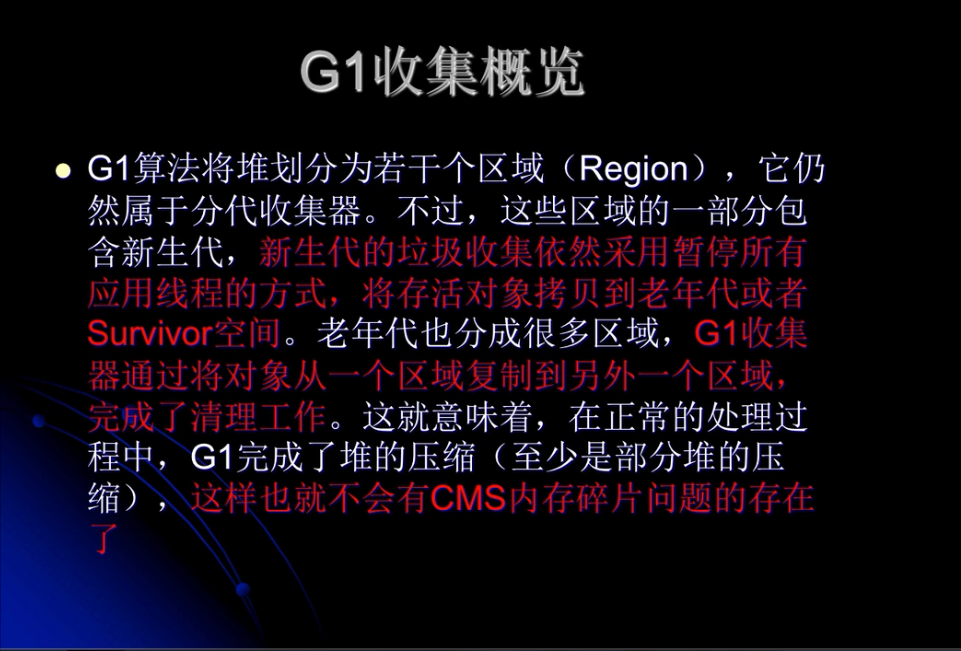 G1收集概览
G1算法将堆划分为若干个区域（Region），它仍
然属于分代收集器。不过，这些区域的一部分包
含新生代，新生代的垃圾收集依然采用暂停所有
应用线程的方式，将存活对象拷贝到老年代或者
Survivor空间。老年代也分成很多区域，G1收集
器通过将对象从一个区域复制到另外一个区域，
完成了清理工作。这就意味着，在正常的处理过
程中，G1完成了堆的压缩（至少是部分堆的压
缩），这样也就不会有CMS内存碎片问题的存在
了